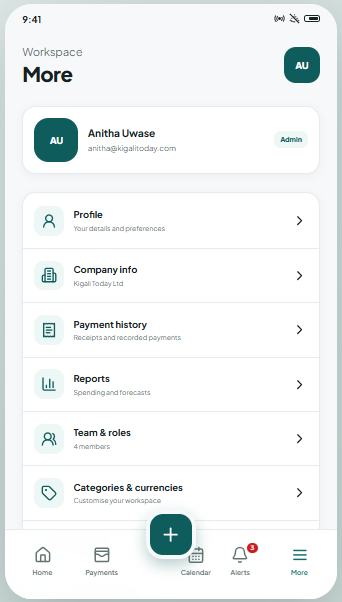 9:41
Workspace
More
AU
AU
Anitha Uwase
anitha@kigalitoday.com
Admin
Profile
Your details and preferences
Company info
Kigali Today Ltd
Payment history
Receipts and recorded payments
Reports
Spending and forecasts
Team & roles
4 members
Categories & currencies
Customise your workspace
3
Home
Payments
Calendar
Alerts
More